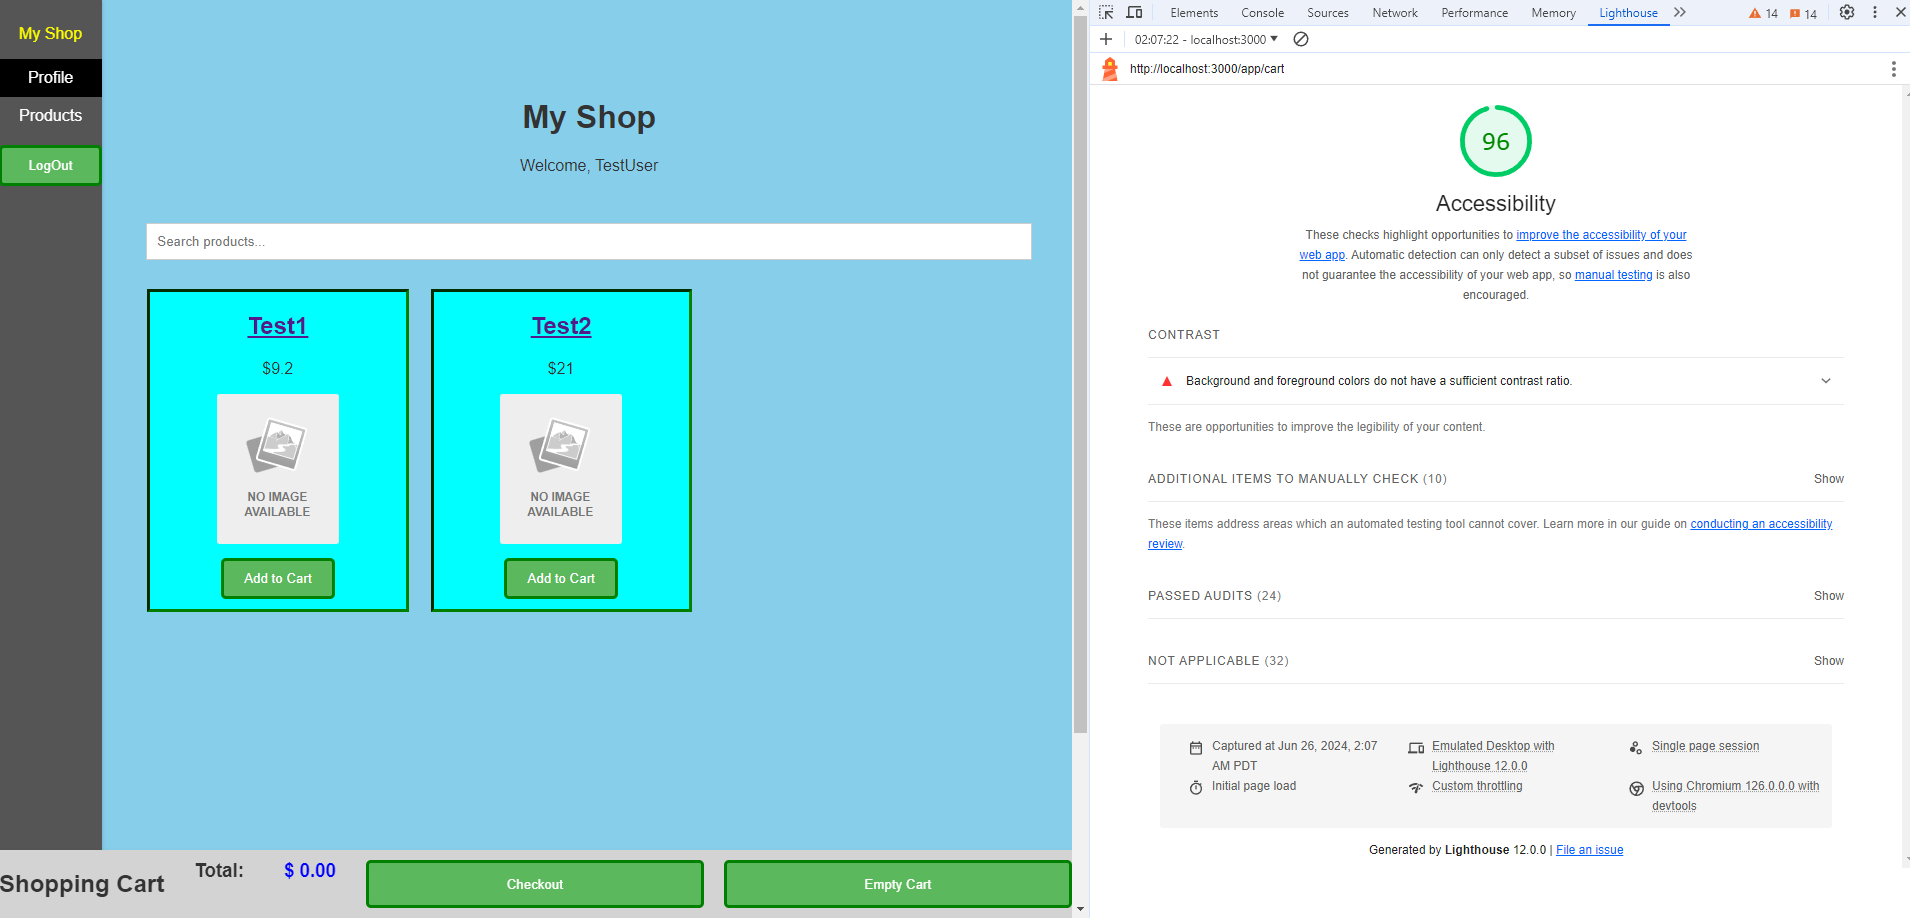 My Shop
Profile
Products
LogOut
My Shop
Welcome, TestUser
Search products...
Test1
$9.2
NO IMAGE
AVAILABLE
Add to Cart
Test2
$21
NO IMAGE
AVAILABLE
Add to Cart
Shopping Cart
Total:
$ 0.00
Checkout
Empty Cart
Elements Console Sources Network Performance Memory Lighthouse 14 14
02:07:22 - localhost:3000
http://localhost:3000/app/cart
96
Accessibility
These checks highlight opportunities to improve the accessibility of your
web app. Automatic detection can only detect a subset of issues and does
not guarantee the accessibility of your web app, so manual testing is also
encouraged.
CONTRAST
Background and foreground colors do not have a sufficient contrast ratio.
These are opportunities to improve the legibility of your content.
ADDITIONAL ITEMS TO MANUALLY CHECK (10) Show
These items address areas which an automated testing tool cannot cover. Learn more in our guide on conducting an accessibility
review.
PASSED AUDITS (24) Show
NOT APPLICABLE (32) Show
Captured at Jun 26, 2024, 2:07
AM PDT
Emulated Desktop with
Lighthouse 12.0.0
Single page session
Initial page load
Custom throttling
Using Chromium 126.0.0.0 with
devtools
Generated by Lighthouse 12.0.0 | File an issue